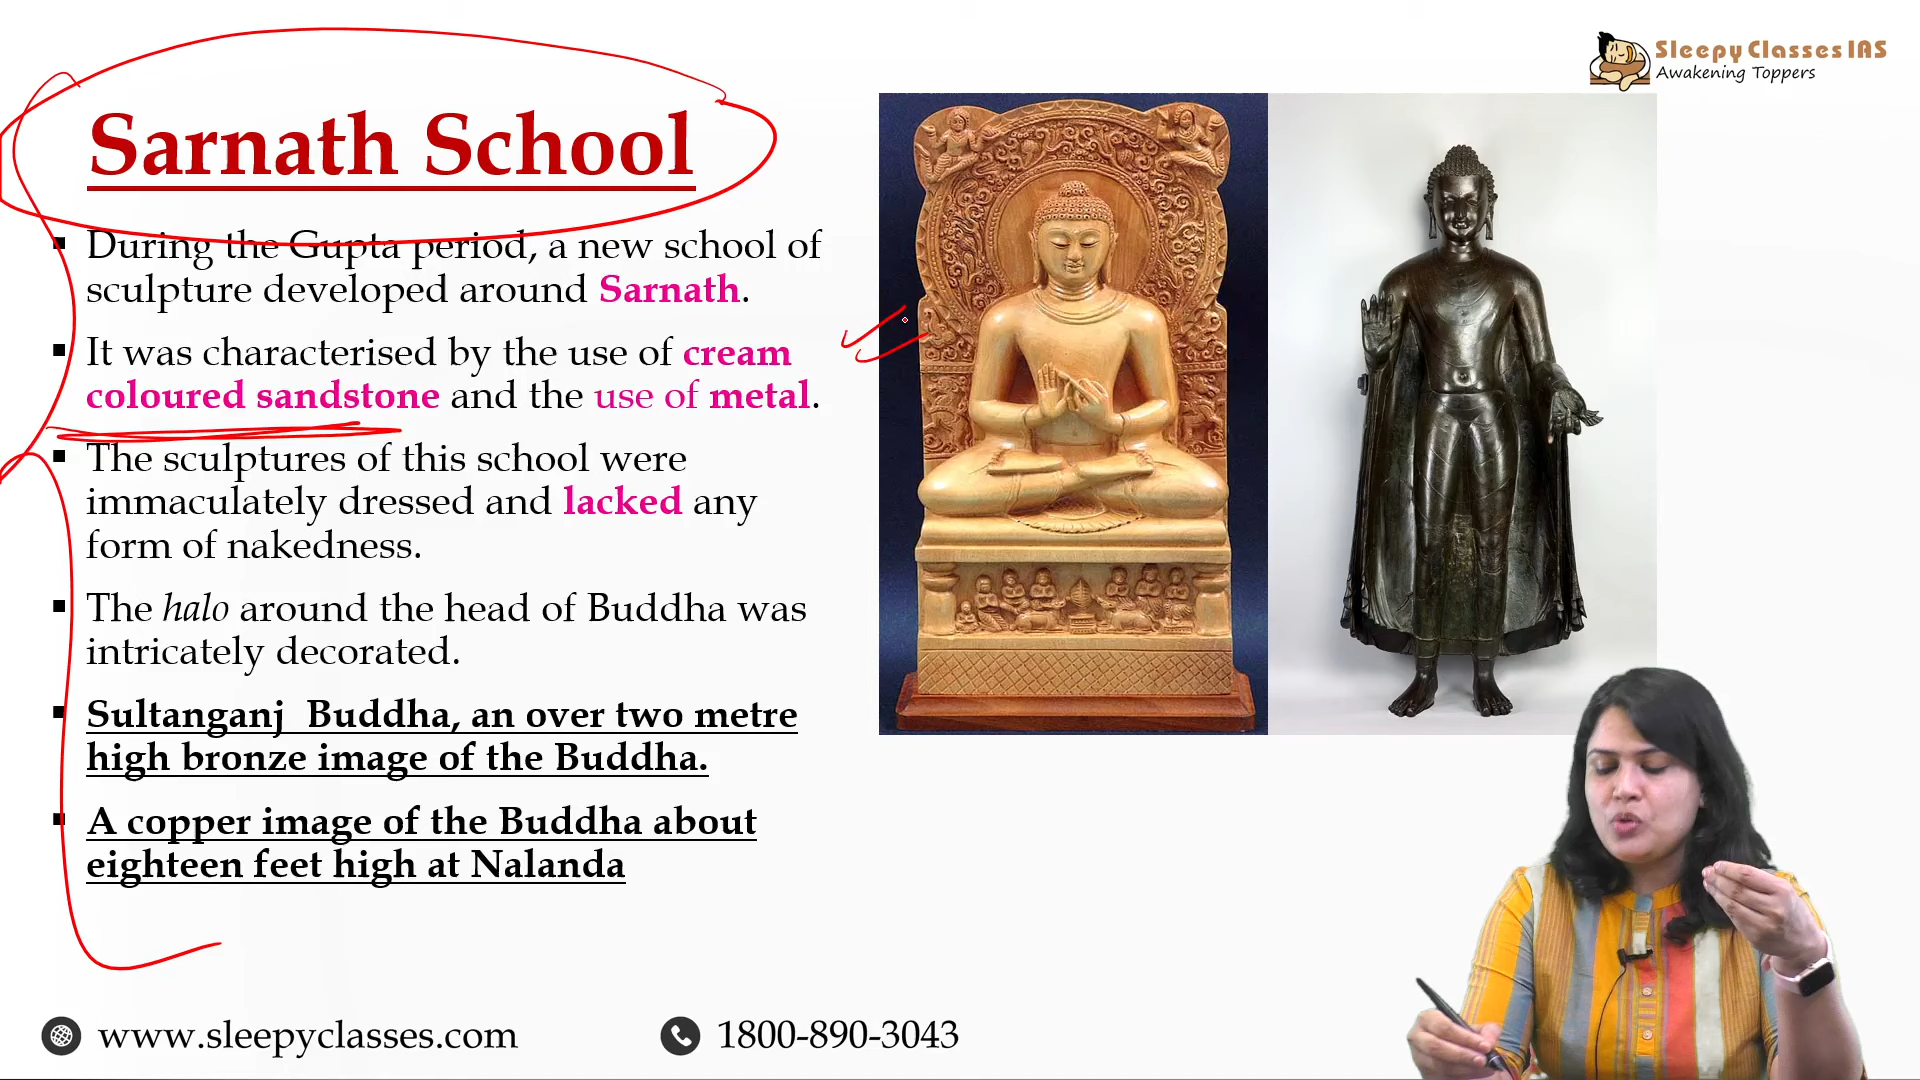 Sleepy Classes IAS
Awakening Toppers
Sarnath School
During the Gupta period, a new school of
sculpture developed around Sarnath.
It was characterised by the use of cream
coloured sandstone and the use of metal.
The sculptures of this school were
immaculately dressed and lacked any
form of nakedness.
The halo around the head of Buddha was
intricately decorated.
Sultanganj Buddha, an over two metre
high bronze image of the Buddha.
A copper image of the Buddha about
eighteen feet high at Nalanda
www.sleepyclasses.com
1800-890-3043